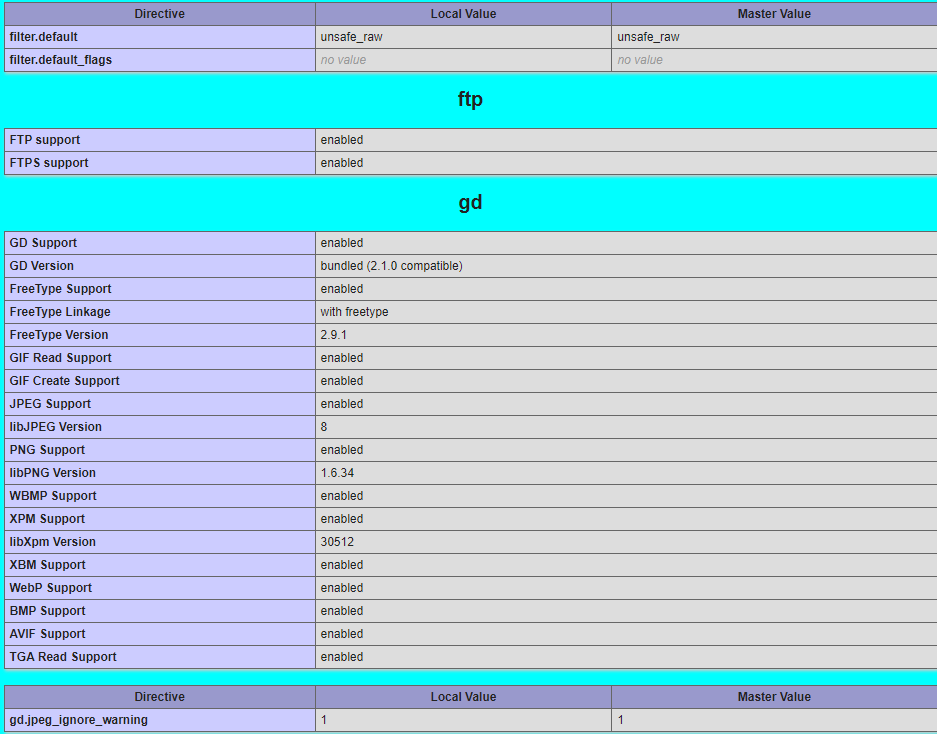 Directive Local Value Master Value
filter.default unsafe_raw unsafe_raw
filter.default_flags no value no value
ftp
FTP support enabled
FTPS support enabled
gd
GD Support enabled
GD Version bundled (2.1.0 compatible)
FreeType Support enabled
FreeType Linkage with freetype
FreeType Version 2.9.1
GIF Read Support enabled
GIF Create Support enabled
JPEG Support enabled
libJPEG Version 8
PNG Support enabled
libPNG Version 1.6.34
WBMP Support enabled
XPM Support enabled
libXpm Version 30512
XBM Support enabled
WebP Support enabled
BMP Support enabled
AVIF Support enabled
TGA Read Support enabled
Directive Local Value Master Value
gd.jpeg_ignore_warning 1 1